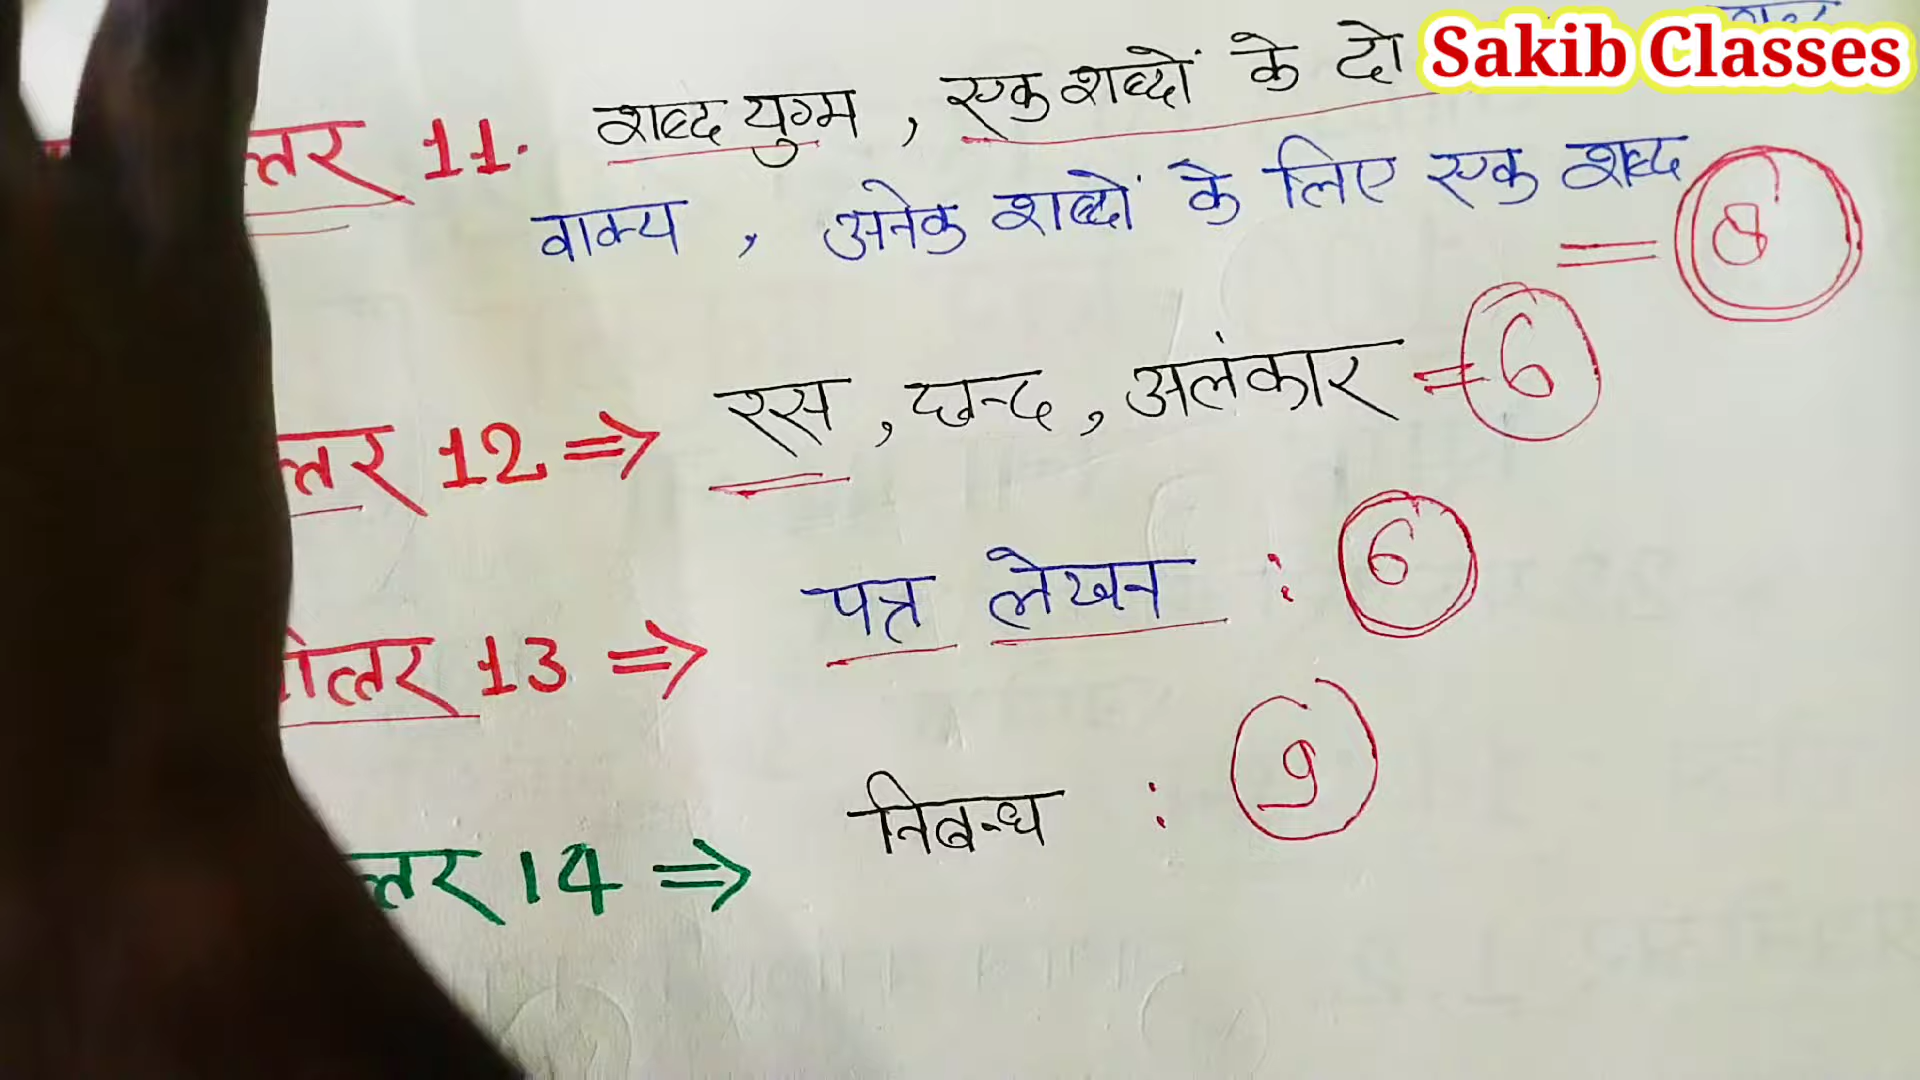 Sakib Classes
लर 11. शब्द युग्म , एक शब्दों के दो
वाक्य , अनेक शब्दों के लिए एक शब्द
= 8
लर 12 ⇒ रस , छन्द , अलंकार = 6
ोलर 13 ⇒ पत्र लेखन : 6
लर 14 ⇒ निबन्ध : 9